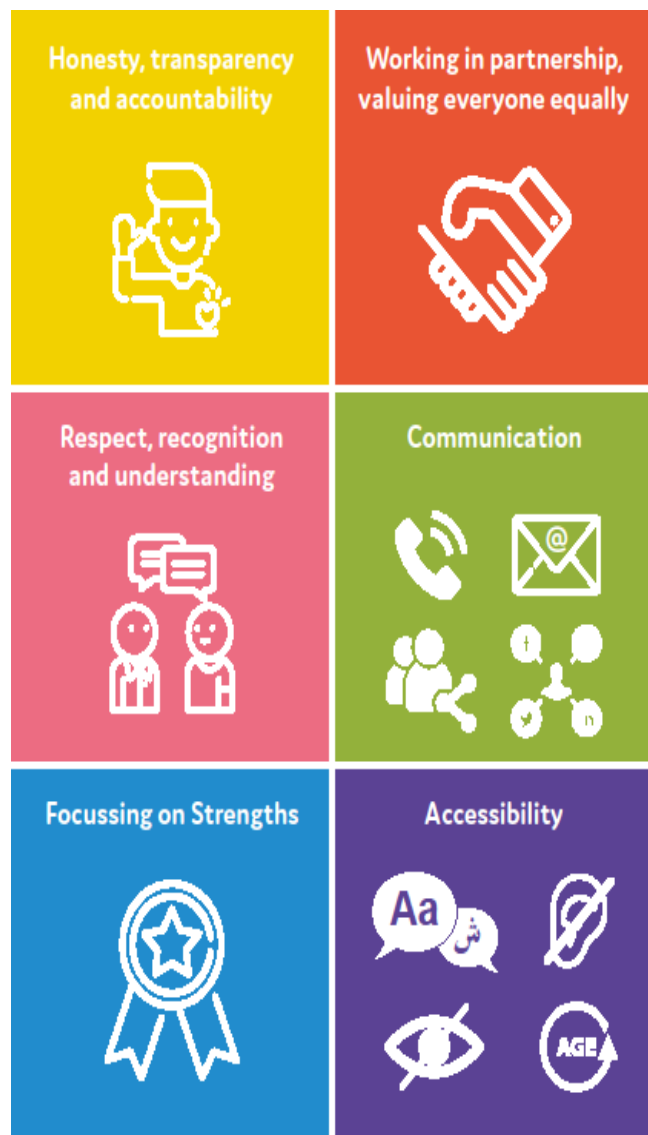 Honesty, transparency
and accountability
Working in partnership,
valuing everyone equally
Respect, recognition
and understanding
Communication
@
f
in
Focussing on Strengths
Accessibility
Aa
ش
AGE